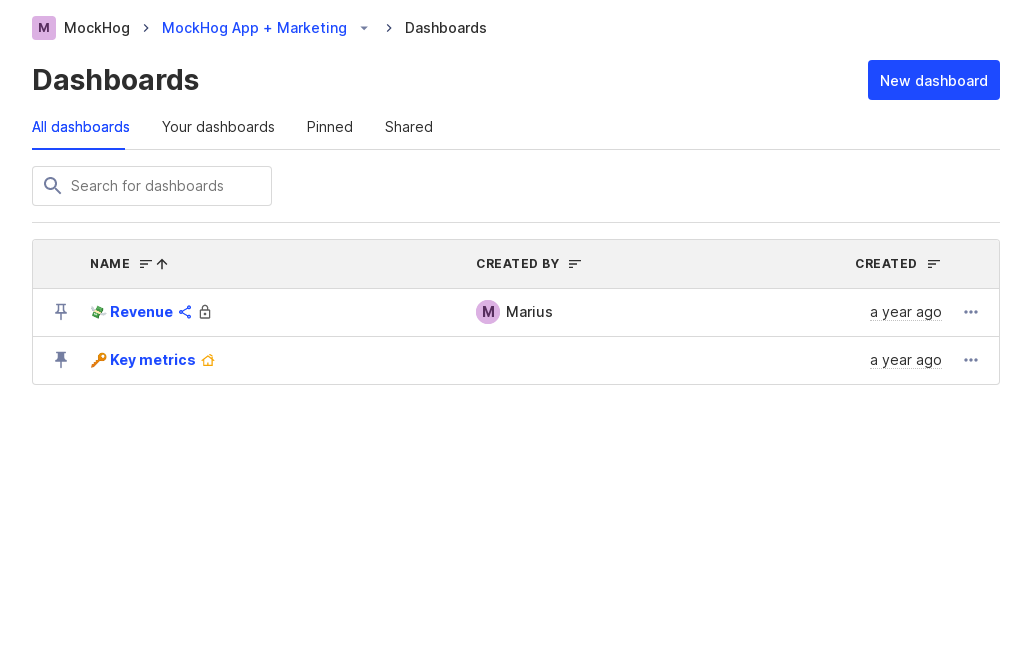 M MockHog MockHog App + Marketing Dashboards
Dashboards
New dashboard
All dashboards Your dashboards Pinned Shared
Search for dashboards
NAME CREATED BY CREATED
Revenue M Marius a year ago
Key metrics a year ago